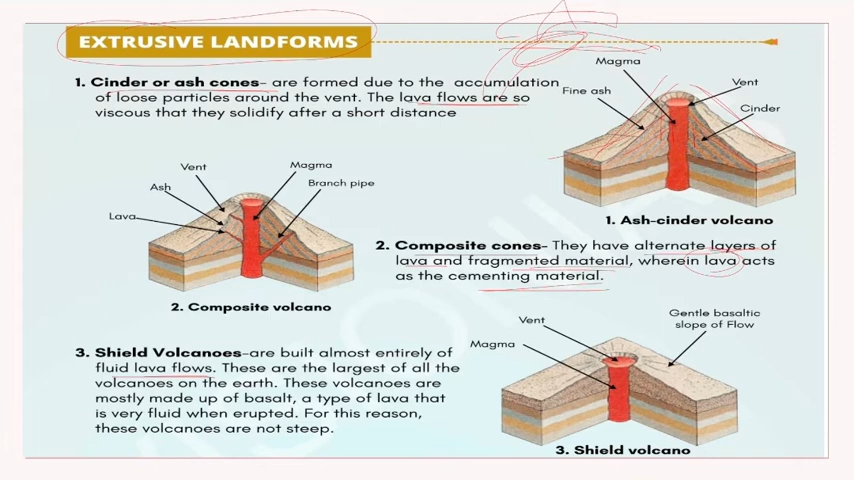 EXTRUSIVE LANDFORMS
1. Cinder or ash cones- are formed due to the accumulation
of loose particles around the vent. The lava flows are so
viscous that they solidify after a short distance
Magma
Vent
Fine ash
Cinder
1. Ash-cinder volcano
Vent
Magma
Ash
Branch pipe
Lava
2. Composite volcano
2. Composite cones- They have alternate layers of
lava and fragmented material, wherein lava acts
as the cementing material.
3. Shield Volcanoes-are built almost entirely of
fluid lava flows. These are the largest of all the
volcanoes on the earth. These volcanoes are
mostly made up of basalt, a type of lava that
is very fluid when erupted. For this reason,
these volcanoes are not steep.
Vent
Gentle basaltic
slope of Flow
Magma
3. Shield volcano